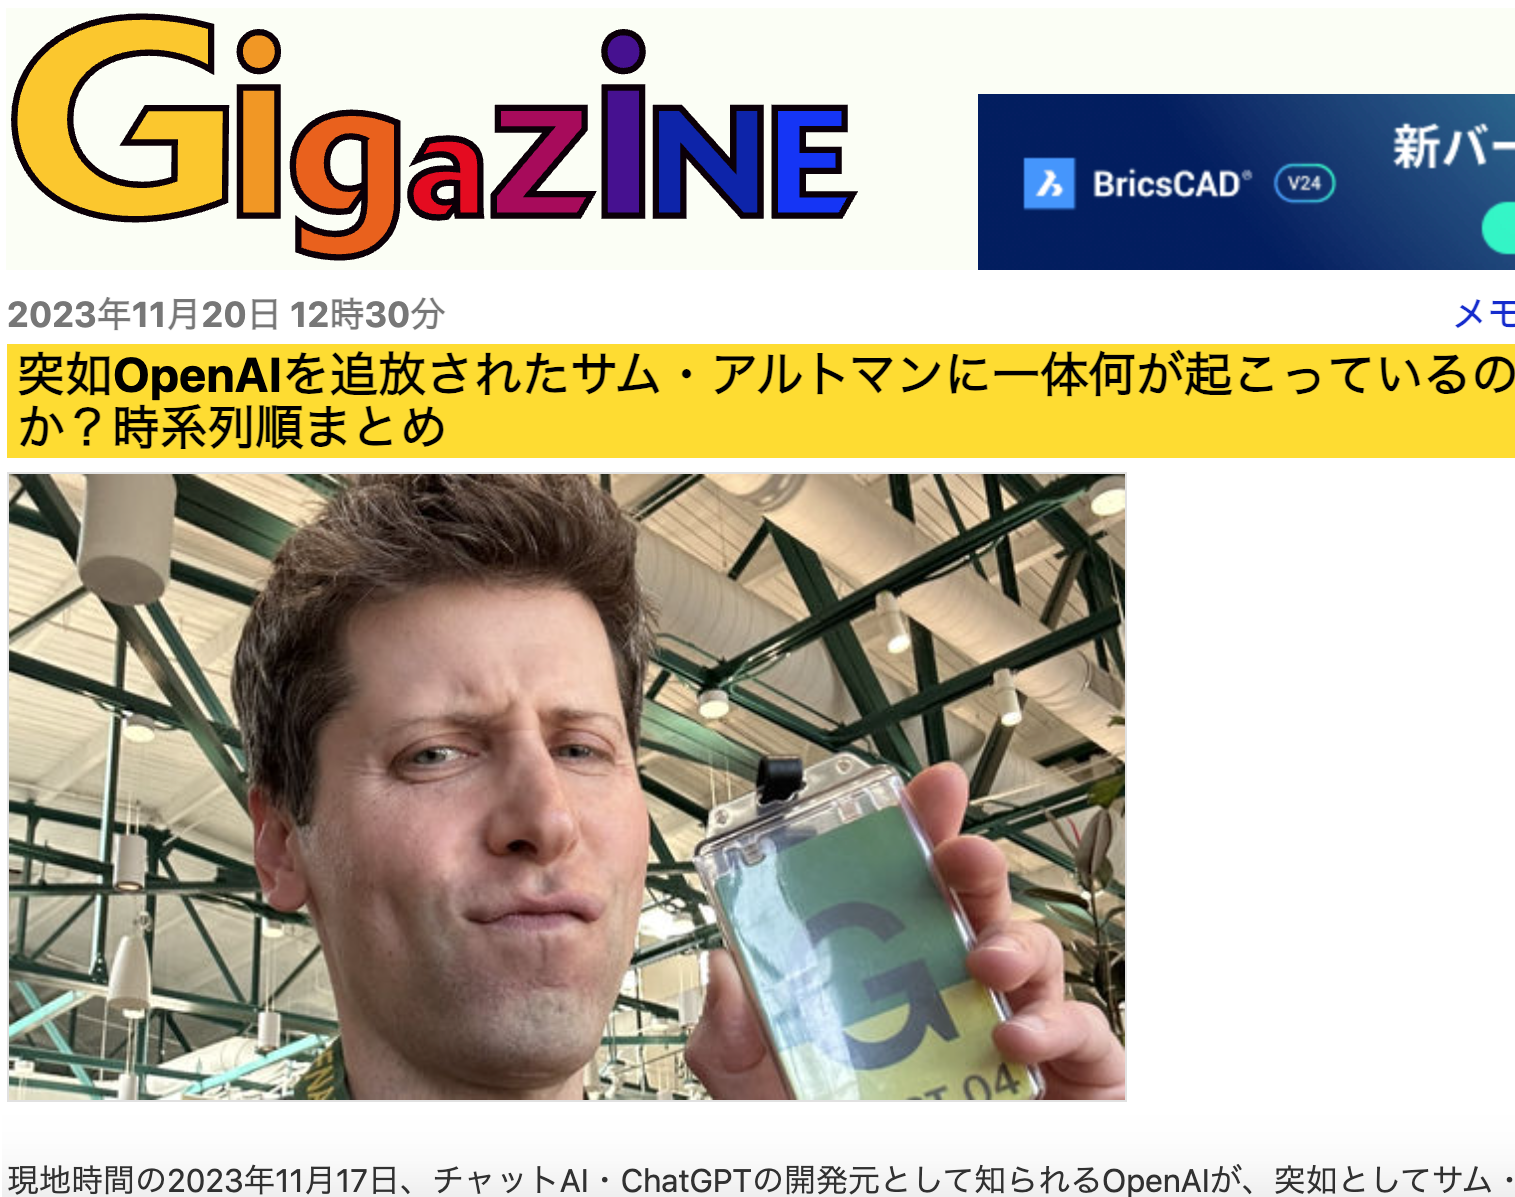 GigaZiNE
BricsCAD® V24
新バー
2023年11月20日 12時30分
メモ
突如OpenAIを追放されたサム・アルトマンに一体何が起こっているの
か？時系列順まとめ
G
04
現地時間の2023年11月17日、チャットAI・ChatGPTの開発元として知られるOpenAIが、突如としてサム・